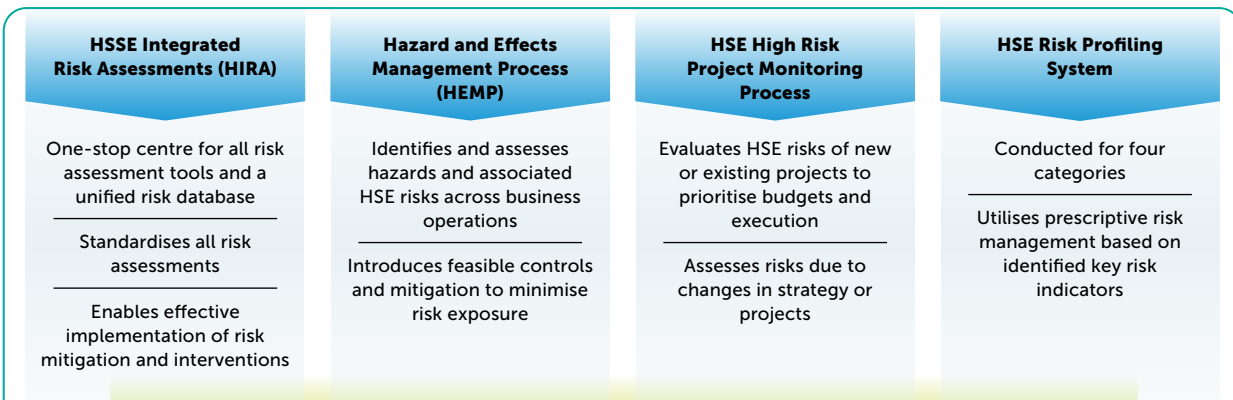 HSSE Integrated
Risk Assessments (HIRA)
One-stop centre for all risk
assessment tools and a
unified risk database
Standardises all risk
assessments
Enables effective
implementation of risk
mitigation and interventions
Hazard and Effects
Management Process
(HEMP)
Identifies and assesses
hazards and associated
HSE risks across business
operations
Introduces feasible controls
and mitigation to minimise
risk exposure
HSE High Risk
Project Monitoring
Process
Evaluates HSE risks of new
or existing projects to
prioritise budgets and
execution
Assesses risks due to
changes in strategy or
projects
HSE Risk Profiling
System
Conducted for four
categories
Utilises prescriptive risk
management based on
identified key risk
indicators